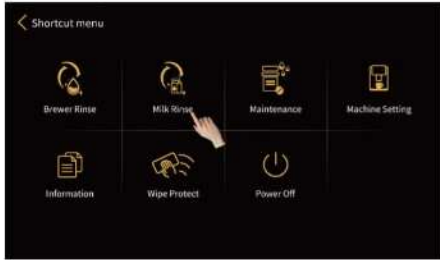 Shortcut menu
Brewer Rinse
Milk Rinse
Maintenance
Machine Setting
Information
Wipe Protect
Power Off